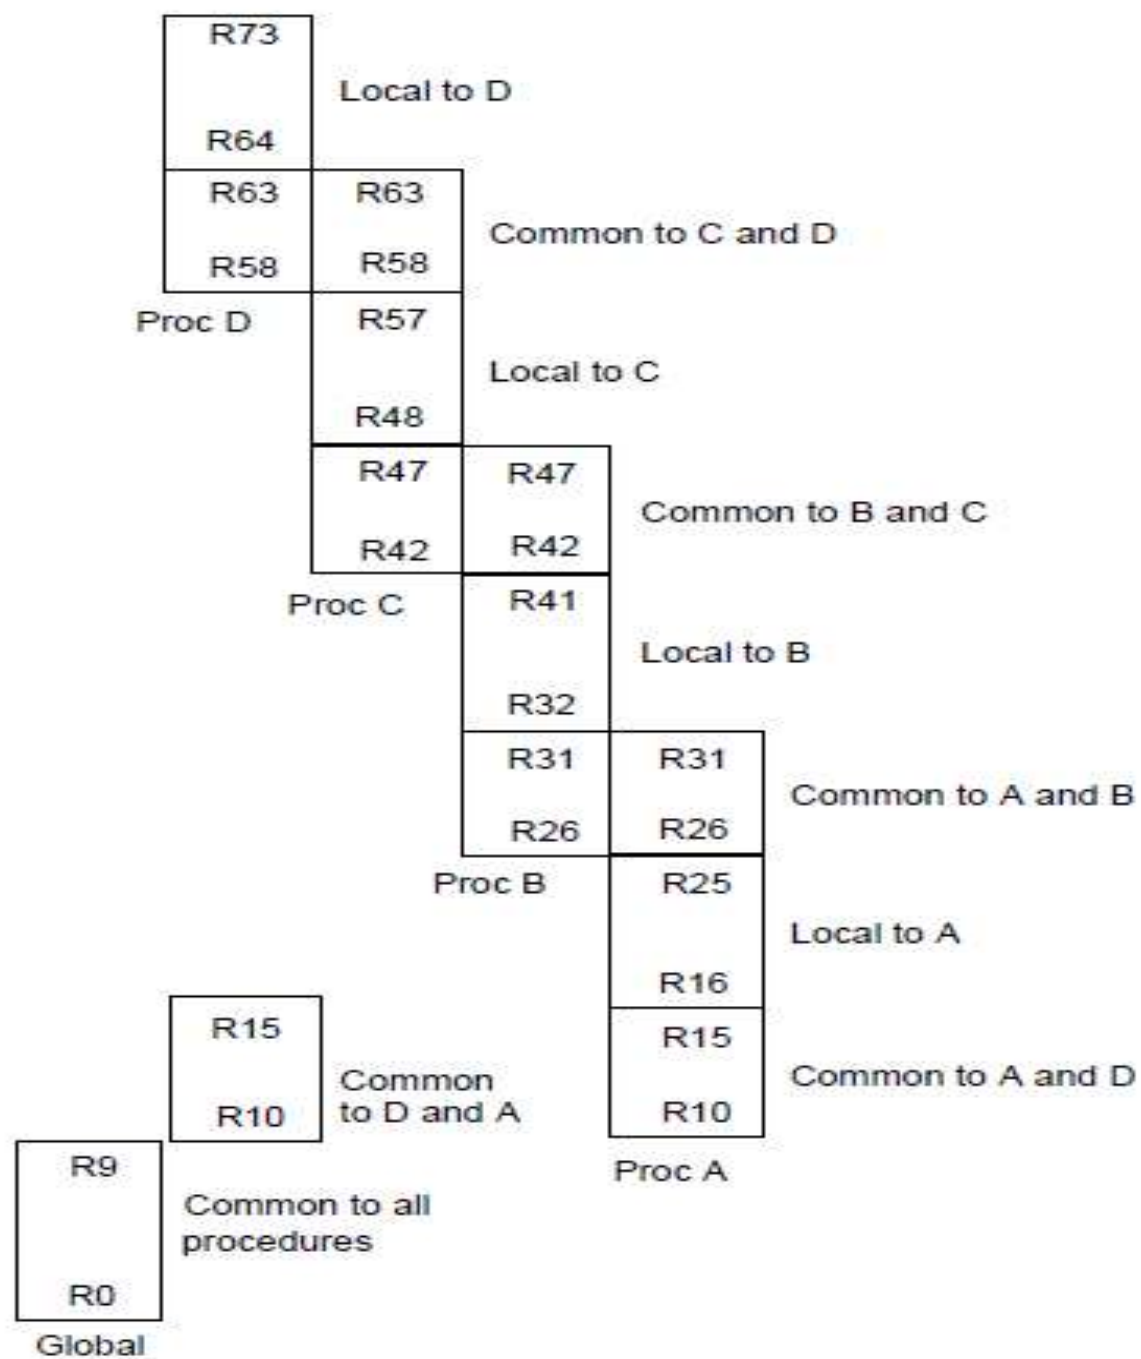 R73
Local to D
R64
R63 R63
Common to C and D
R58 R58
Proc D R57
Local to C
R48
R47 R47
Common to B and C
R42 R42
Proc C R41
Local to B
R32
R31 R31
Common to A and B
R26 R26
Proc B R25
Local to A
R16
R15 R15
Common
to D and A
Common to A and D
R10 R10
Proc A
R9
Common to all
procedures
R0
Global